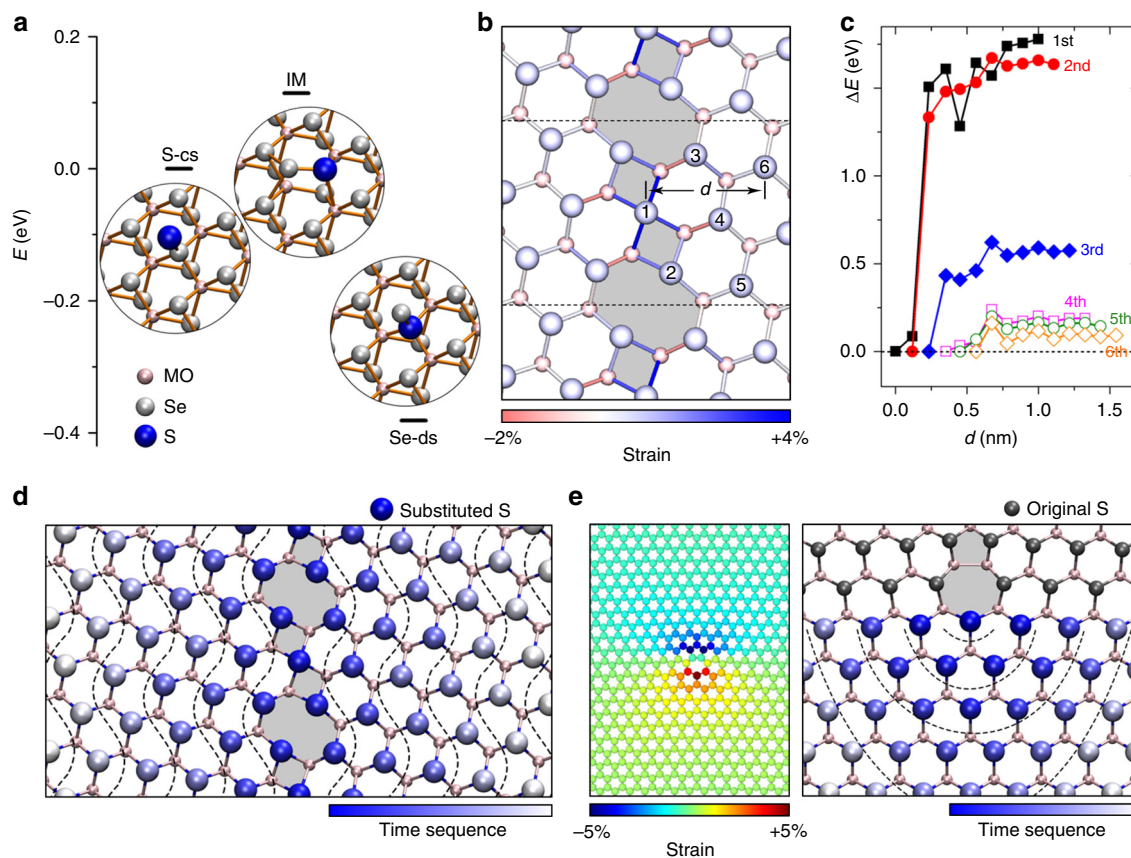 a
0.2
0.0
−0.2
−0.4
E (eV)
IM
S-cs
Se-ds
MO
Se
S
b
1
2
3
4
5
6
d
−2%
+4%
Strain
c
ΔE (eV)
1.0
0.5
0.0
0.0
0.5
1.0
1.5
d (nm)
1st
2nd
3rd
4th
5th
6th
d
Substituted S
Time sequence
e
Original S
−5%
+5%
Strain
Time sequence